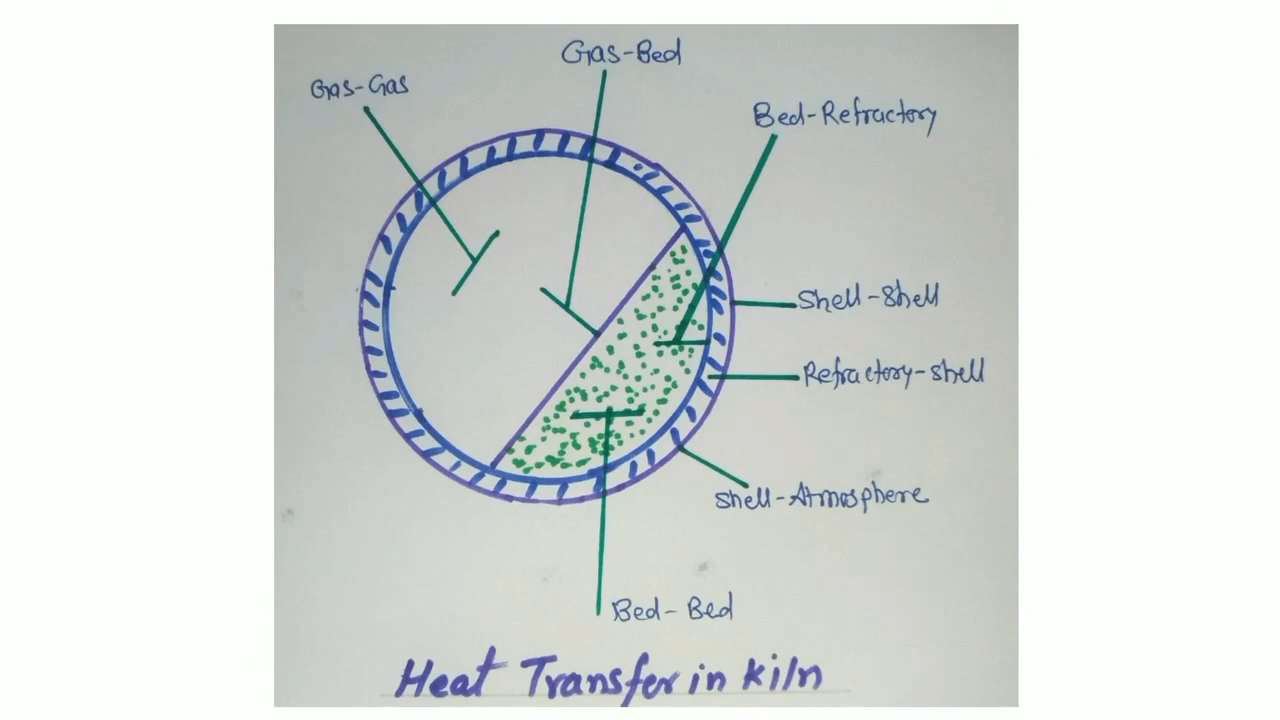 Gas-Bed
Gas-Gas
Bed-Refractory
Shell-Shell
Refractory-shell
Shell-Atmosphere
Bed-Bed
Heat Transfer in kiln